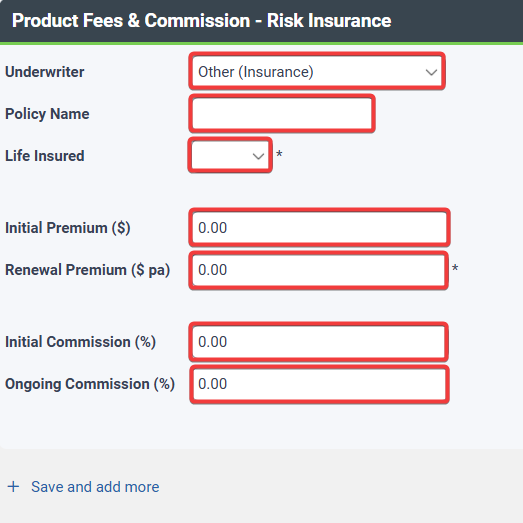 Product Fees & Commission - Risk Insurance
Underwriter Other (Insurance)
Policy Name
Life Insured *
Initial Premium ($) 0.00
Renewal Premium ($ pa) 0.00 *
Initial Commission (%) 0.00
Ongoing Commission (%) 0.00
+ Save and add more